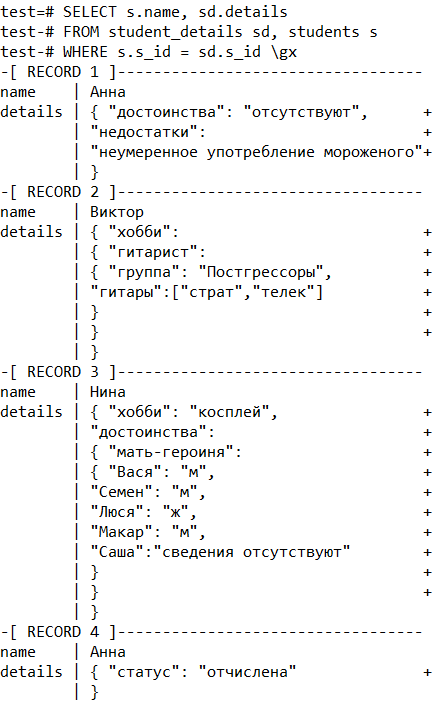 test=# SELECT s.name, sd.details
test-# FROM student_details sd, students s
test-# WHERE s.s_id = sd.s_id \gx
-[ RECORD 1 ]----------------------------------
name    | Анна
details | { "достоинства": "отсутствуют",      +
        | "недостатки":                        +
        | "неумеренное употребление мороженого"+
        | }
-[ RECORD 2 ]----------------------------------
name    | Виктор
details | { "хобби":                           +
        | { "гитарист":                        +
        | { "группа": "Постгрессоры",          +
        | "гитары":["страт","телек"]           +
        | }                                    +
        | }                                    +
        | }
-[ RECORD 3 ]----------------------------------
name    | Нина
details | { "хобби": "косплей",                +
        | "достоинства":                       +
        | { "мать-героиня":                    +
        | { "Вася": "м",                       +
        | "Семен": "м",                        +
        | "Люся": "ж",                         +
        | "Макар": "м",                        +
        | "Саша":"сведения отсутствуют"        +
        | }                                    +
        | }                                    +
        | }
-[ RECORD 4 ]----------------------------------
name    | Анна
details | { "статус": "отчислена"              +
        | }